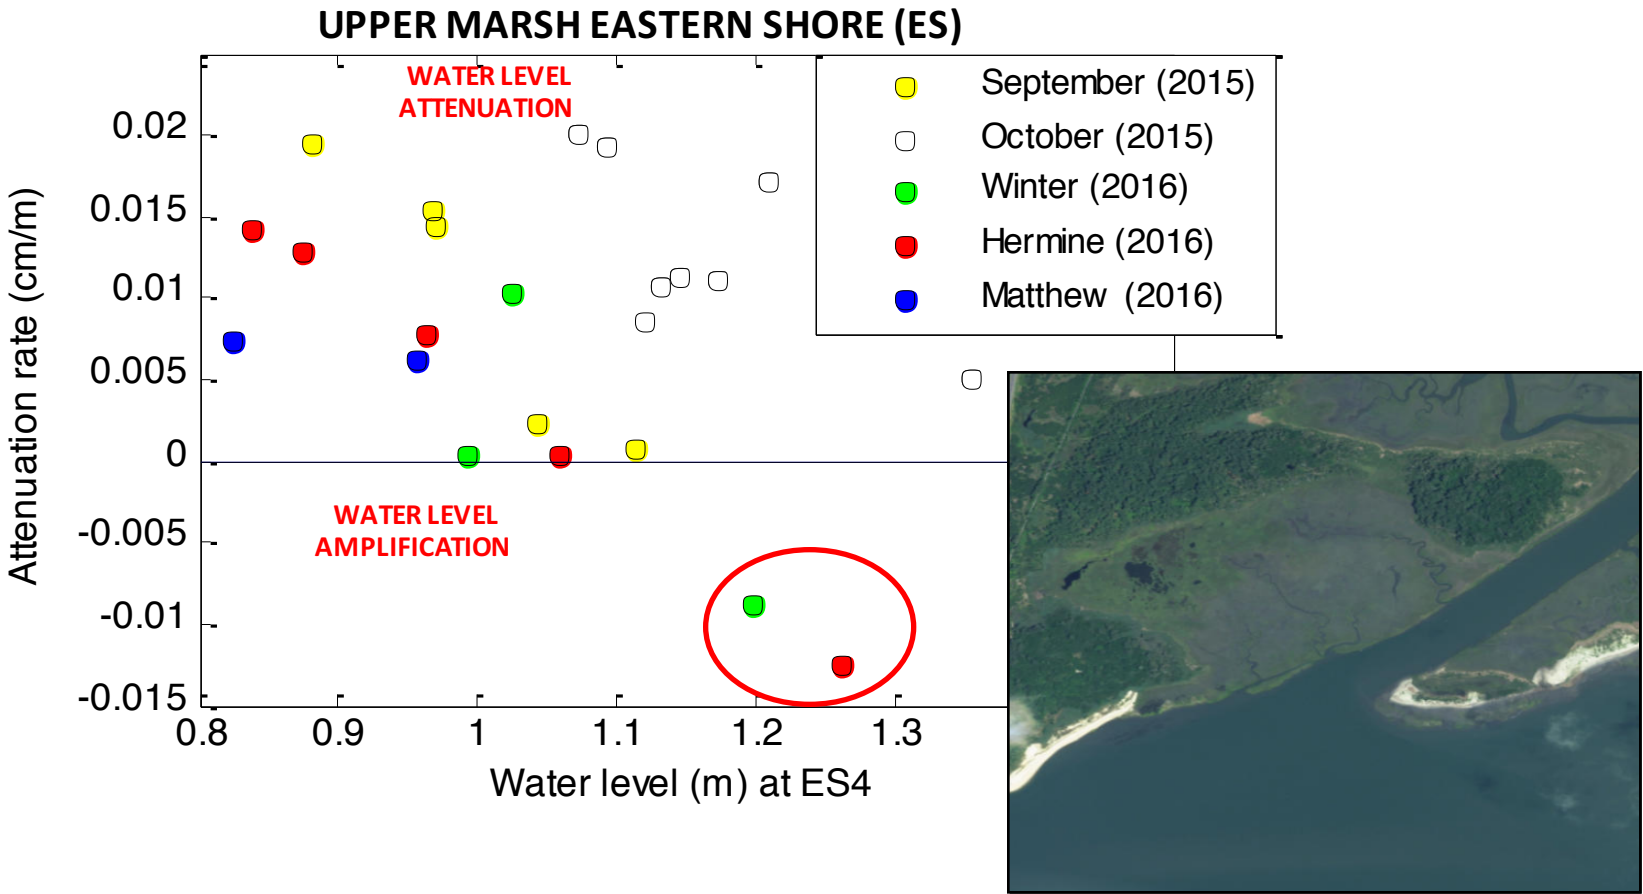 UPPER MARSH EASTERN SHORE (ES)
WATER LEVEL
ATTENUATION
September (2015)
October (2015)
Winter (2016)
Hermine (2016)
Matthew (2016)
Attenuation rate (cm/m)
0.02
0.015
0.01
0.005
0
-0.005
-0.01
-0.015
WATER LEVEL
AMPLIFICATION
0.8 0.9 1 1.1 1.2 1.3
Water level (m) at ES4